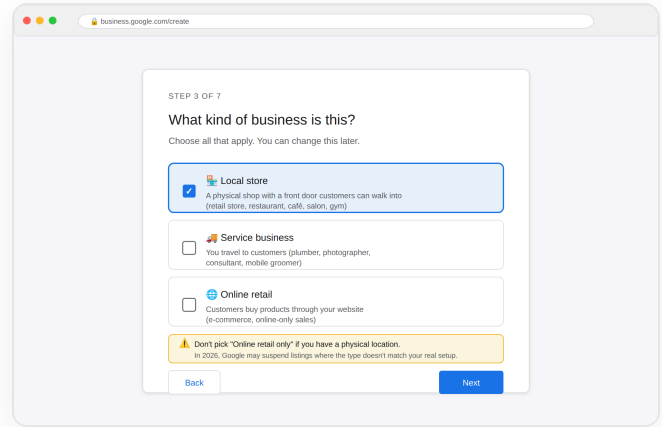 business.google.com/create
STEP 3 OF 7
What kind of business is this?
Choose all that apply. You can change this later.
Local store
A physical shop with a front door customers can walk into
(retail store, restaurant, café, salon, gym)
Service business
You travel to customers (plumber, photographer,
consultant, mobile groomer)
Online retail
Customers buy products through your website
(e-commerce, online-only sales)
Don't pick "Online retail only" if you have a physical location.
In 2026, Google may suspend listings where the type doesn't match your real setup.
Back
Next